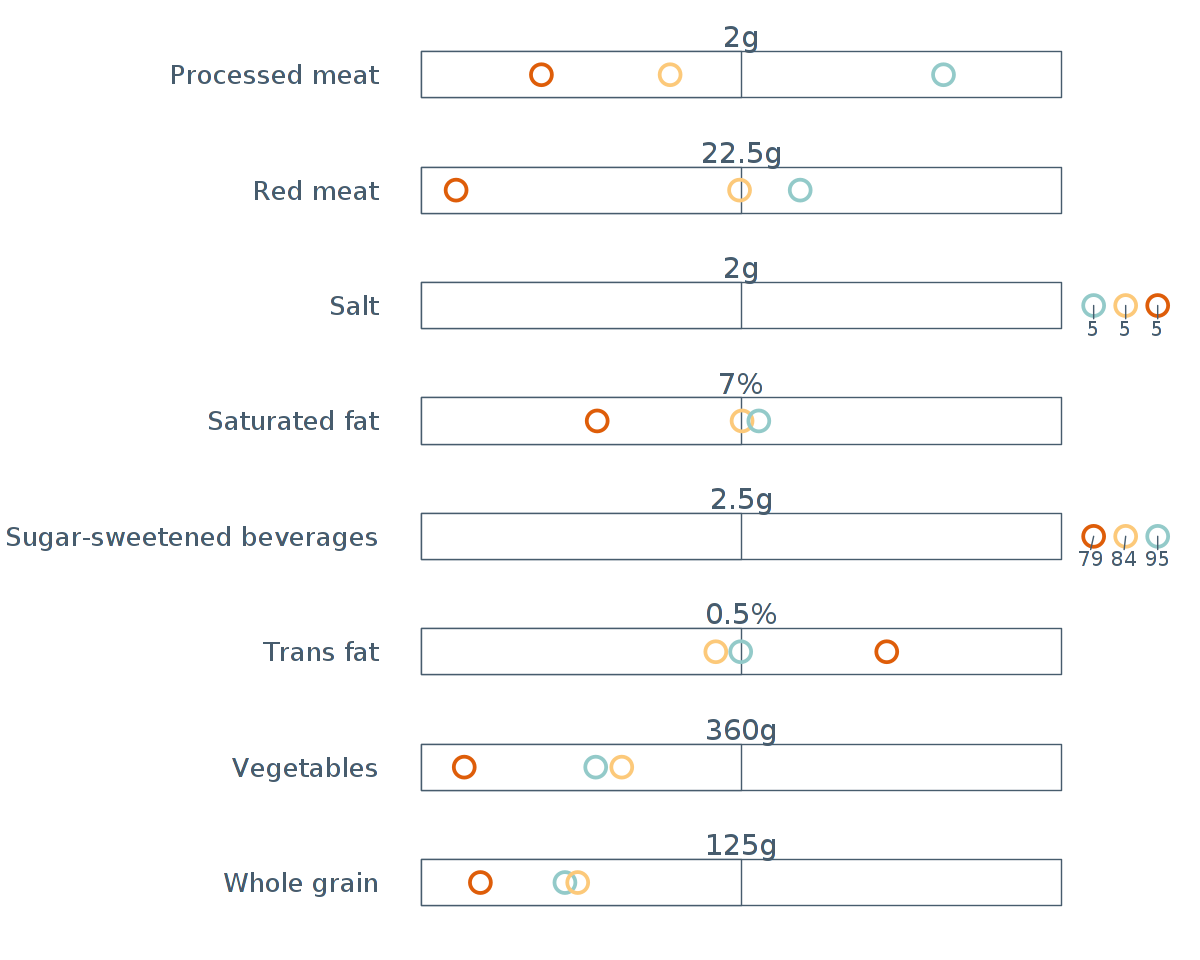 2g
Processed meat
22.5g
Red meat
2g
Salt
5 5 5
7%
Saturated fat
2.5g
Sugar-sweetened beverages
79 84 95
0.5%
Trans fat
360g
Vegetables
125g
Whole grain